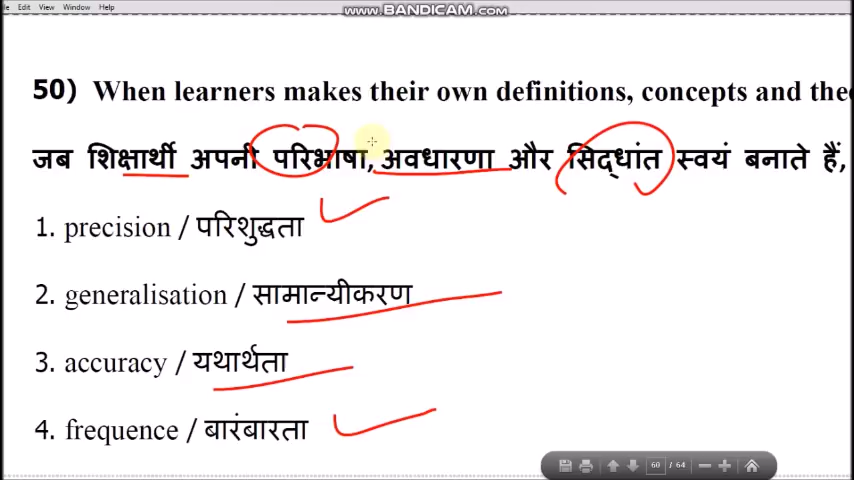 le Edit View Window Help
www.BANDICAM.com
50) When learners makes their own definitions, concepts and
जब शिक्षार्थी अपनी परिभाषा, अवधारणा और सिद्धांत स्वयं बनाते हैं,
1. precision / परिशुद्धता
2. generalisation / सामान्यीकरण
3. accuracy / यथार्थता
4. frequence / बारंबारता
60 / 64